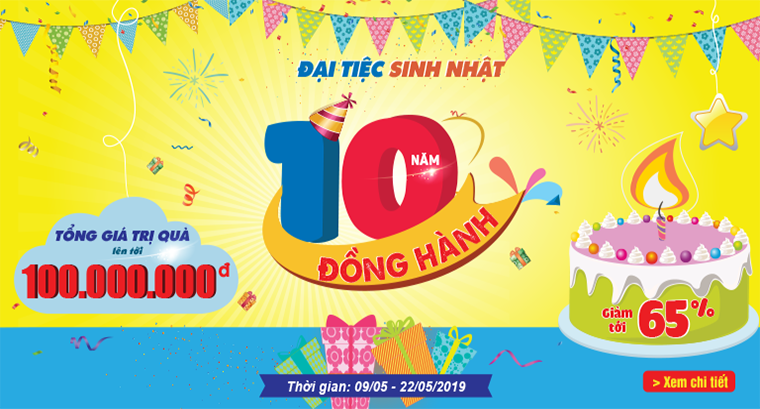 ĐẠI TIỆC SINH NHẬT
10
NĂM
ĐỒNG HÀNH
TỔNG GIÁ TRỊ QUÀ
lên tới
100.000.000đ
Giảm
tới
65%
Thời gian: 09/05 - 22/05/2019
> Xem chi tiết